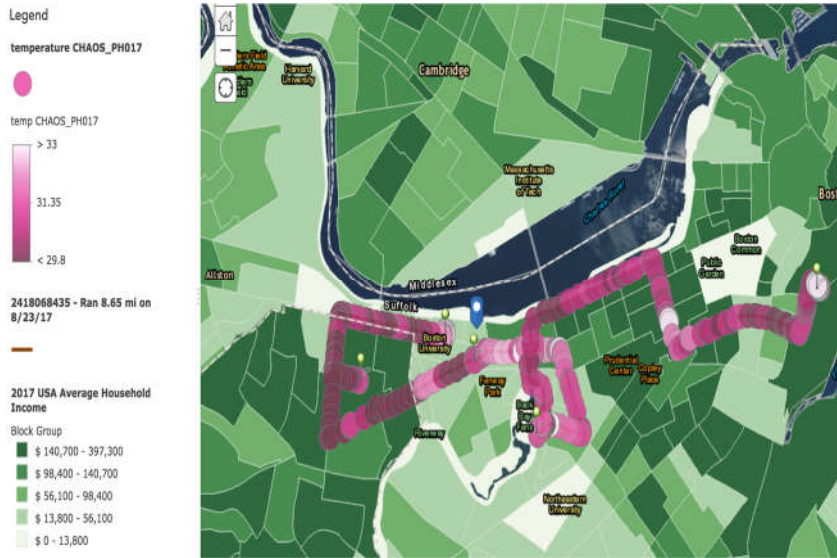 Legend
temperature CHAOS_PH017
temp CHAOS_PH017
> 33
31.35
< 29.8
2418068435 - Ran 8.65 mi on
8/23/17
2017 USA Average Household
Income
Block Group
$ 140,700 - 397,300
$ 98,400 - 140,700
$ 56,100 - 98,400
$ 13,800 - 56,100
$ 0 - 13,800
Harvard
University
Cambridge
Massachusetts
Institute
of Tech
Charles River
Bost
Boston
Common
Public
Garden
Allston
Middlesex
Suffolk
Boston
University
Fenway
Park
Prudential
Center
Copley
Place
Back
Bay
Fens
Riverway
Northeastern
University